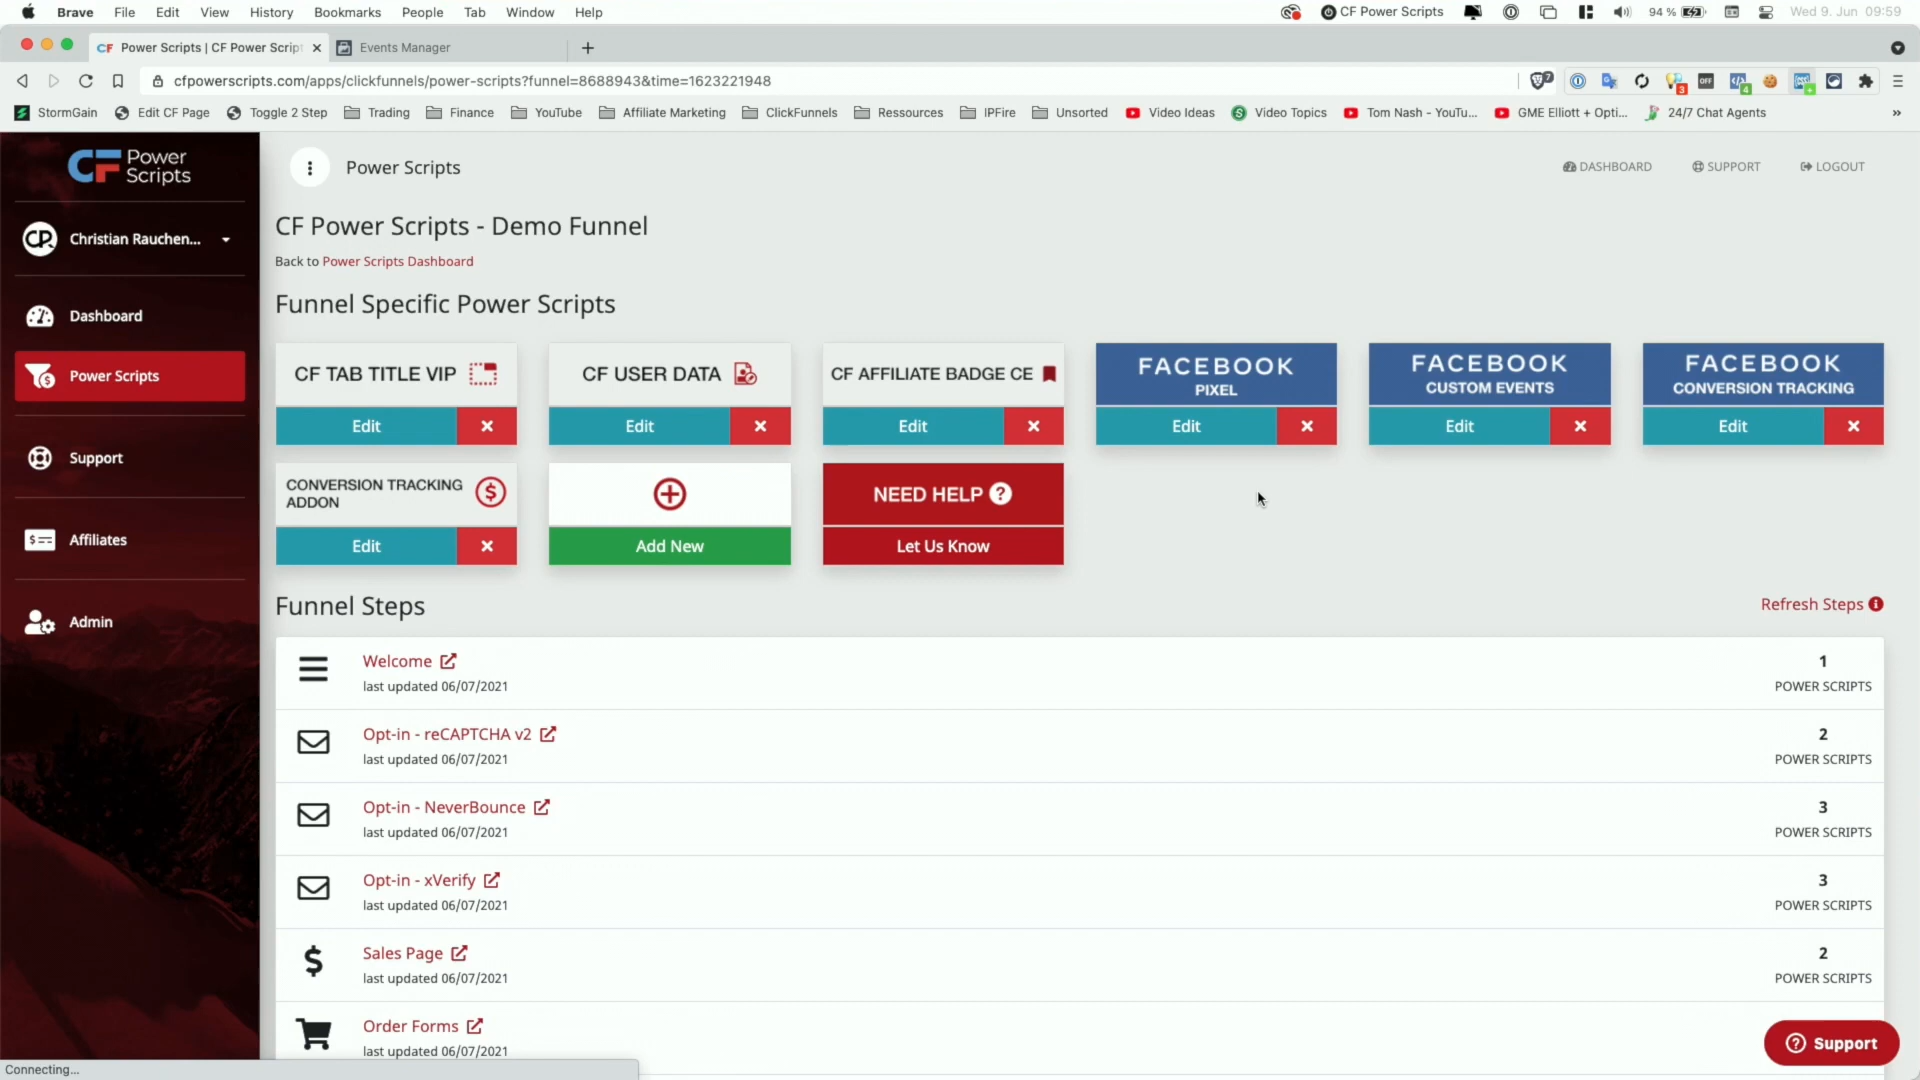 Brave File Edit View History Bookmarks People Tab Window Help CF Power Scripts 94 % Wed 9. Jun 09:59
CF Power Scripts | CF Power Script Events Manager
cfpowerscripts.com/apps/clickfunnels/power-scripts?funnel=8688943&time=1623221948
StormGain Edit CF Page Toggle 2 Step Trading Finance YouTube Affiliate Marketing ClickFunnels Ressources IPFire Unsorted Video Ideas Video Topics Tom Nash - YouTu... GME Elliott + Opti... 24/7 Chat Agents
CF Power Scripts
Power Scripts
DASHBOARD SUPPORT LOGOUT
Christian Rauchen...
Dashboard
Power Scripts
Support
Affiliates
Admin
CF Power Scripts - Demo Funnel
Back to Power Scripts Dashboard
Funnel Specific Power Scripts
CF TAB TITLE VIP
Edit
CF USER DATA
Edit
CF AFFILIATE BADGE CE
Edit
FACEBOOK
PIXEL
Edit
FACEBOOK
CUSTOM EVENTS
Edit
FACEBOOK
CONVERSION TRACKING
Edit
CONVERSION TRACKING
ADDON
Edit
Add New
NEED HELP ?
Let Us Know
Funnel Steps
Refresh Steps
Welcome
last updated 06/07/2021
1
POWER SCRIPTS
Opt-in - reCAPTCHA v2
last updated 06/07/2021
2
POWER SCRIPTS
Opt-in - NeverBounce
last updated 06/07/2021
3
POWER SCRIPTS
Opt-in - xVerify
last updated 06/07/2021
3
POWER SCRIPTS
Sales Page
last updated 06/07/2021
2
POWER SCRIPTS
Order Forms
last updated 06/07/2021
Support
Connecting...